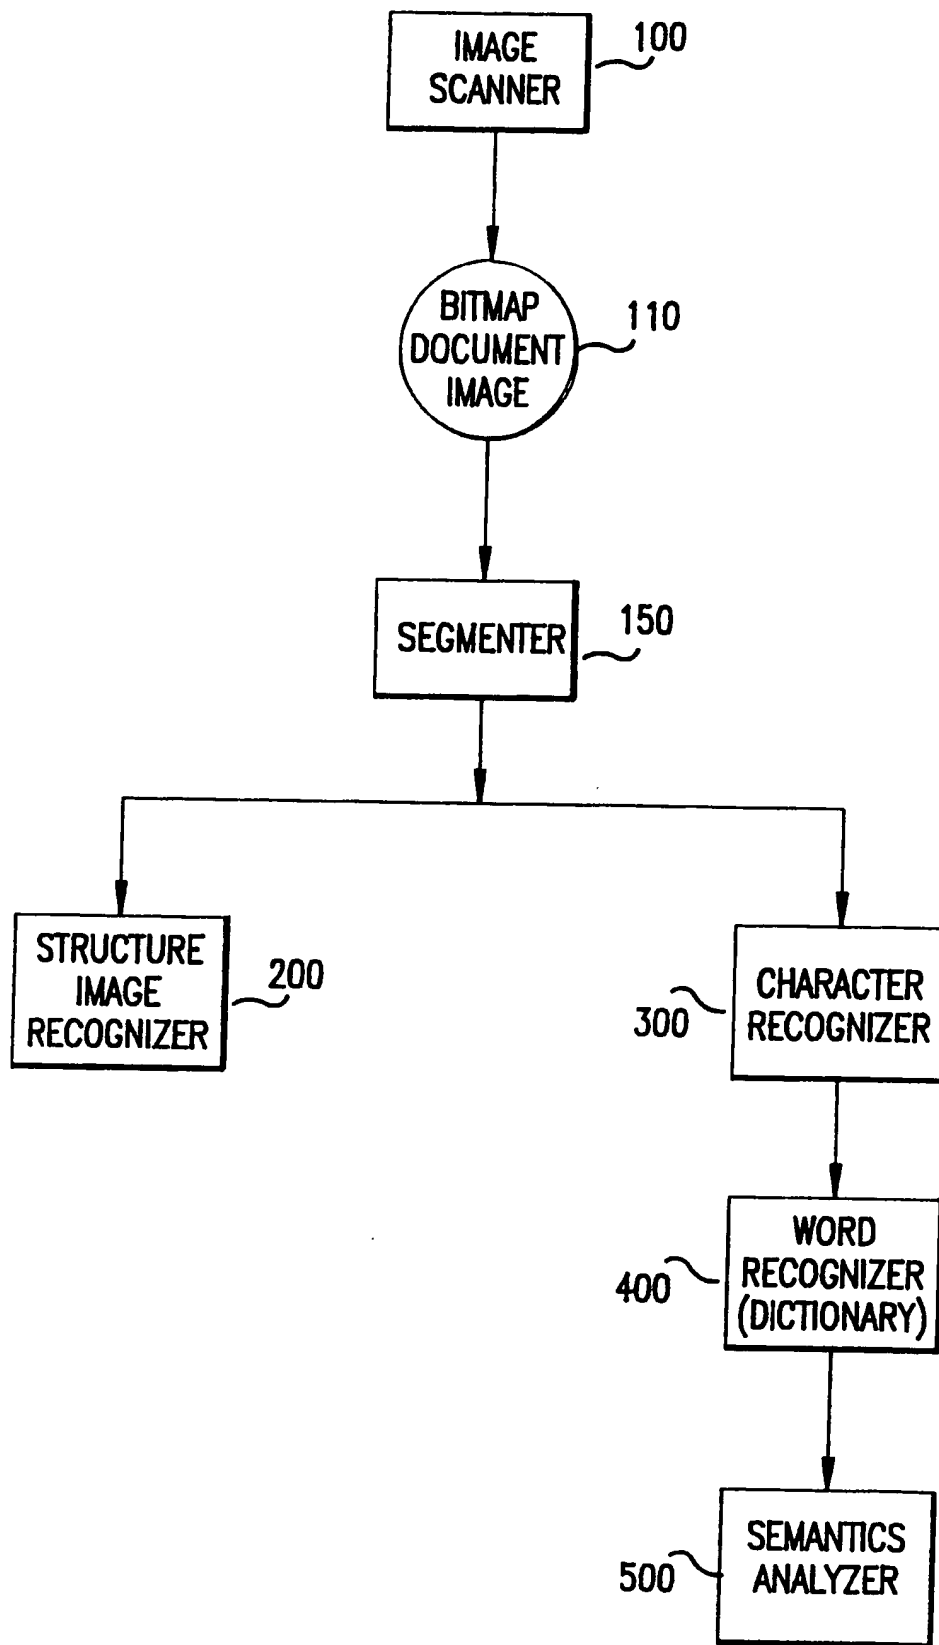 IMAGE
SCANNER
100
BITMAP
DOCUMENT
IMAGE
110
SEGMENTER
150
STRUCTURE
IMAGE
RECOGNIZER
200
CHARACTER
RECOGNIZER
300
WORD
RECOGNIZER
(DICTIONARY)
400
SEMANTICS
ANALYZER
500